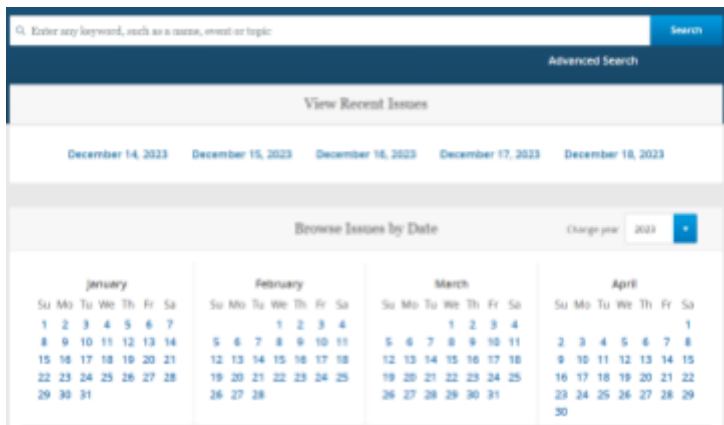 Enter any keyword, such as a name, event or topic
Search
Advanced Search
View Recent Issues
December 14, 2023 December 15, 2023 December 16, 2023 December 17, 2023 December 18, 2023
Browse Issues by Date
Change year 2023
January February March April
Su Mo Tu We Th Fr Sa Su Mo Tu We Th Fr Sa Su Mo Tu We Th Fr Sa Su Mo Tu We Th Fr Sa
1 2 3 4 5 6 7 1 2 3 4 1 2 3 4 1
8 9 10 11 12 13 14 5 6 7 8 9 10 11 5 6 7 8 9 10 11 2 3 4 5 6 7 8
15 16 17 18 19 20 21 12 13 14 15 16 17 18 12 13 14 15 16 17 18 9 10 11 12 13 14 15
22 23 24 25 26 27 28 19 20 21 22 23 24 25 19 20 21 22 23 24 25 16 17 18 19 20 21 22
29 30 31 26 27 28 26 27 28 29 30 31 23 24 25 26 27 28 29
30